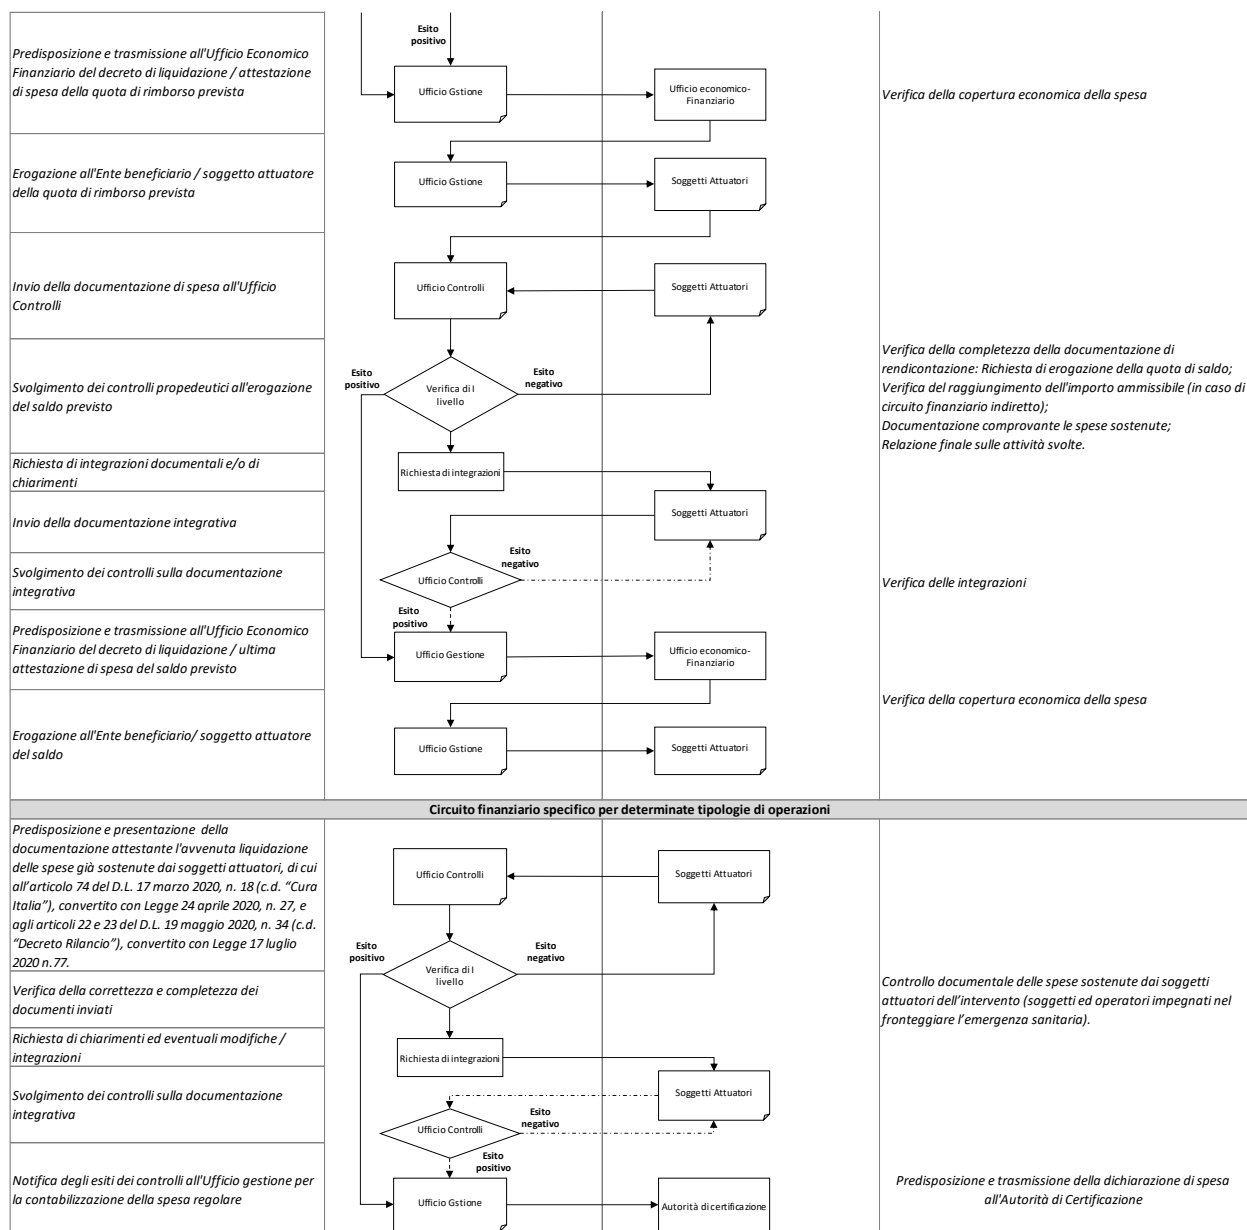 Esito
positivo
Predisposizione e trasmissione all'Ufficio Economico
Finanziario del decreto di liquidazione / attestazione
di spesa della quota di rimborso prevista
Ufficio Gstione
Ufficio economico-
Finanziario
Verifica della copertura economica della spesa
Erogazione all'Ente beneficiario / soggetto attuatore
della quota di rimborso prevista
Ufficio Gstione
Soggetti Attuatori
Invio della documentazione di spesa all'Ufficio
Controlli
Ufficio Controlli
Soggetti Attuatori
Svolgimento dei controlli propedeutici all'erogazione
del saldo previsto
Esito
positivo
Verifica di I
livello
Esito
negativo
Verifica della completezza della documentazione di
rendicontazione: Richiesta di erogazione della quota di saldo;
Verifica del raggiungimento dell'importo ammissibile (in caso di
circuito finanziario indiretto);
Documentazione comprovante le spese sostenute;
Relazione finale sulle attività svolte.
Richiesta di integrazioni documentali e/o di
chiarimenti
Richiesta di integrazioni
Invio della documentazione integrativa
Soggetti Attuatori
Svolgimento dei controlli sulla documentazione
integrativa
Ufficio Controlli
Esito
negativo
Verifica delle integrazioni
Esito
positivo
Predisposizione e trasmissione all'Ufficio Economico
Finanziario del decreto di liquidazione / ultima
attestazione di spesa del saldo previsto
Ufficio Gestione
Ufficio economico-
Finanziario
Verifica della copertura economica della spesa
Erogazione all'Ente beneficiario/ soggetto attuatore
del saldo
Ufficio Gstione
Soggetti Attuatori
Circuito finanziario specifico per determinate tipologie di operazioni
Predisposizione e presentazione della
documentazione attestante l'avvenuta liquidazione
delle spese già sostenute dai soggetti attuatori, di cui
all’articolo 74 del D.L. 17 marzo 2020, n. 18 (c.d. “Cura
Italia”), convertito con Legge 24 aprile 2020, n. 27, e
agli articoli 22 e 23 del D.L. 19 maggio 2020, n. 34 (c.d.
“Decreto Rilancio”), convertito con Legge 17 luglio
2020 n.77.
Ufficio Controlli
Soggetti Attuatori
Esito
positivo
Verifica di I
livello
Esito
negativo
Verifica della correttezza e completezza dei
documenti inviati
Controllo documentale delle spese sostenute dai soggetti
attuatori dell’intervento (soggetti ed operatori impegnati nel
fronteggiare l’emergenza sanitaria).
Richiesta di chiarimenti ed eventuali modifiche /
integrazioni
Richiesta di integrazioni
Svolgimento dei controlli sulla documentazione
integrativa
Soggetti Attuatori
Ufficio Controlli
Esito
negativo
Esito
positivo
Notifica degli esiti dei controlli all'Ufficio gestione per
la contabilizzazione della spesa regolare
Ufficio Gstione
Autorità di certificazione
Predisposizione e trasmissione della dichiarazione di spesa
all'Autorità di Certificazione